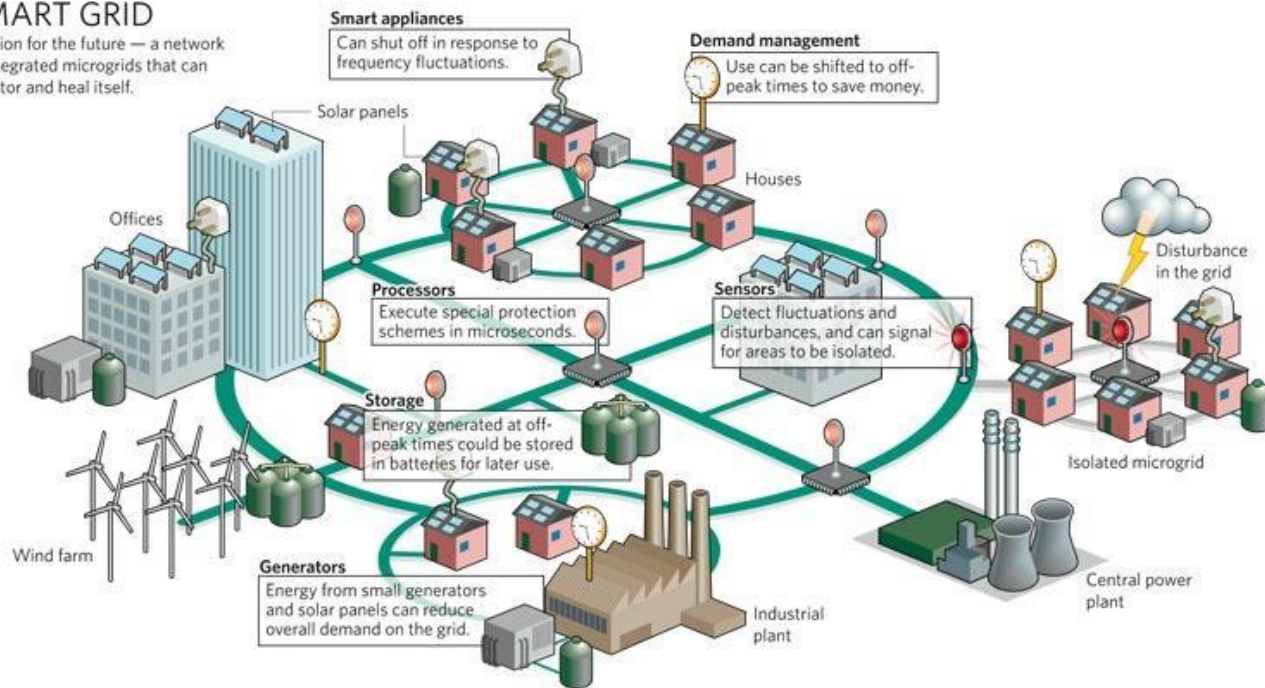 MART GRID
ion for the future — a network
egrated microgrids that can
tor and heal itself.
Smart appliances
Can shut off in response to
frequency fluctuations.
Demand management
Use can be shifted to off-
peak times to save money.
Solar panels
Houses
Offices
Disturbance
in the grid
Processors
Execute special protection
schemes in microseconds.
Sensors
Detect fluctuations and
disturbances, and can signal
for areas to be isolated.
Storage
Energy generated at off-
peak times could be stored
in batteries for later use.
Isolated microgrid
Wind farm
Generators
Energy from small generators
and solar panels can reduce
overall demand on the grid.
Industrial
plant
Central power
plant